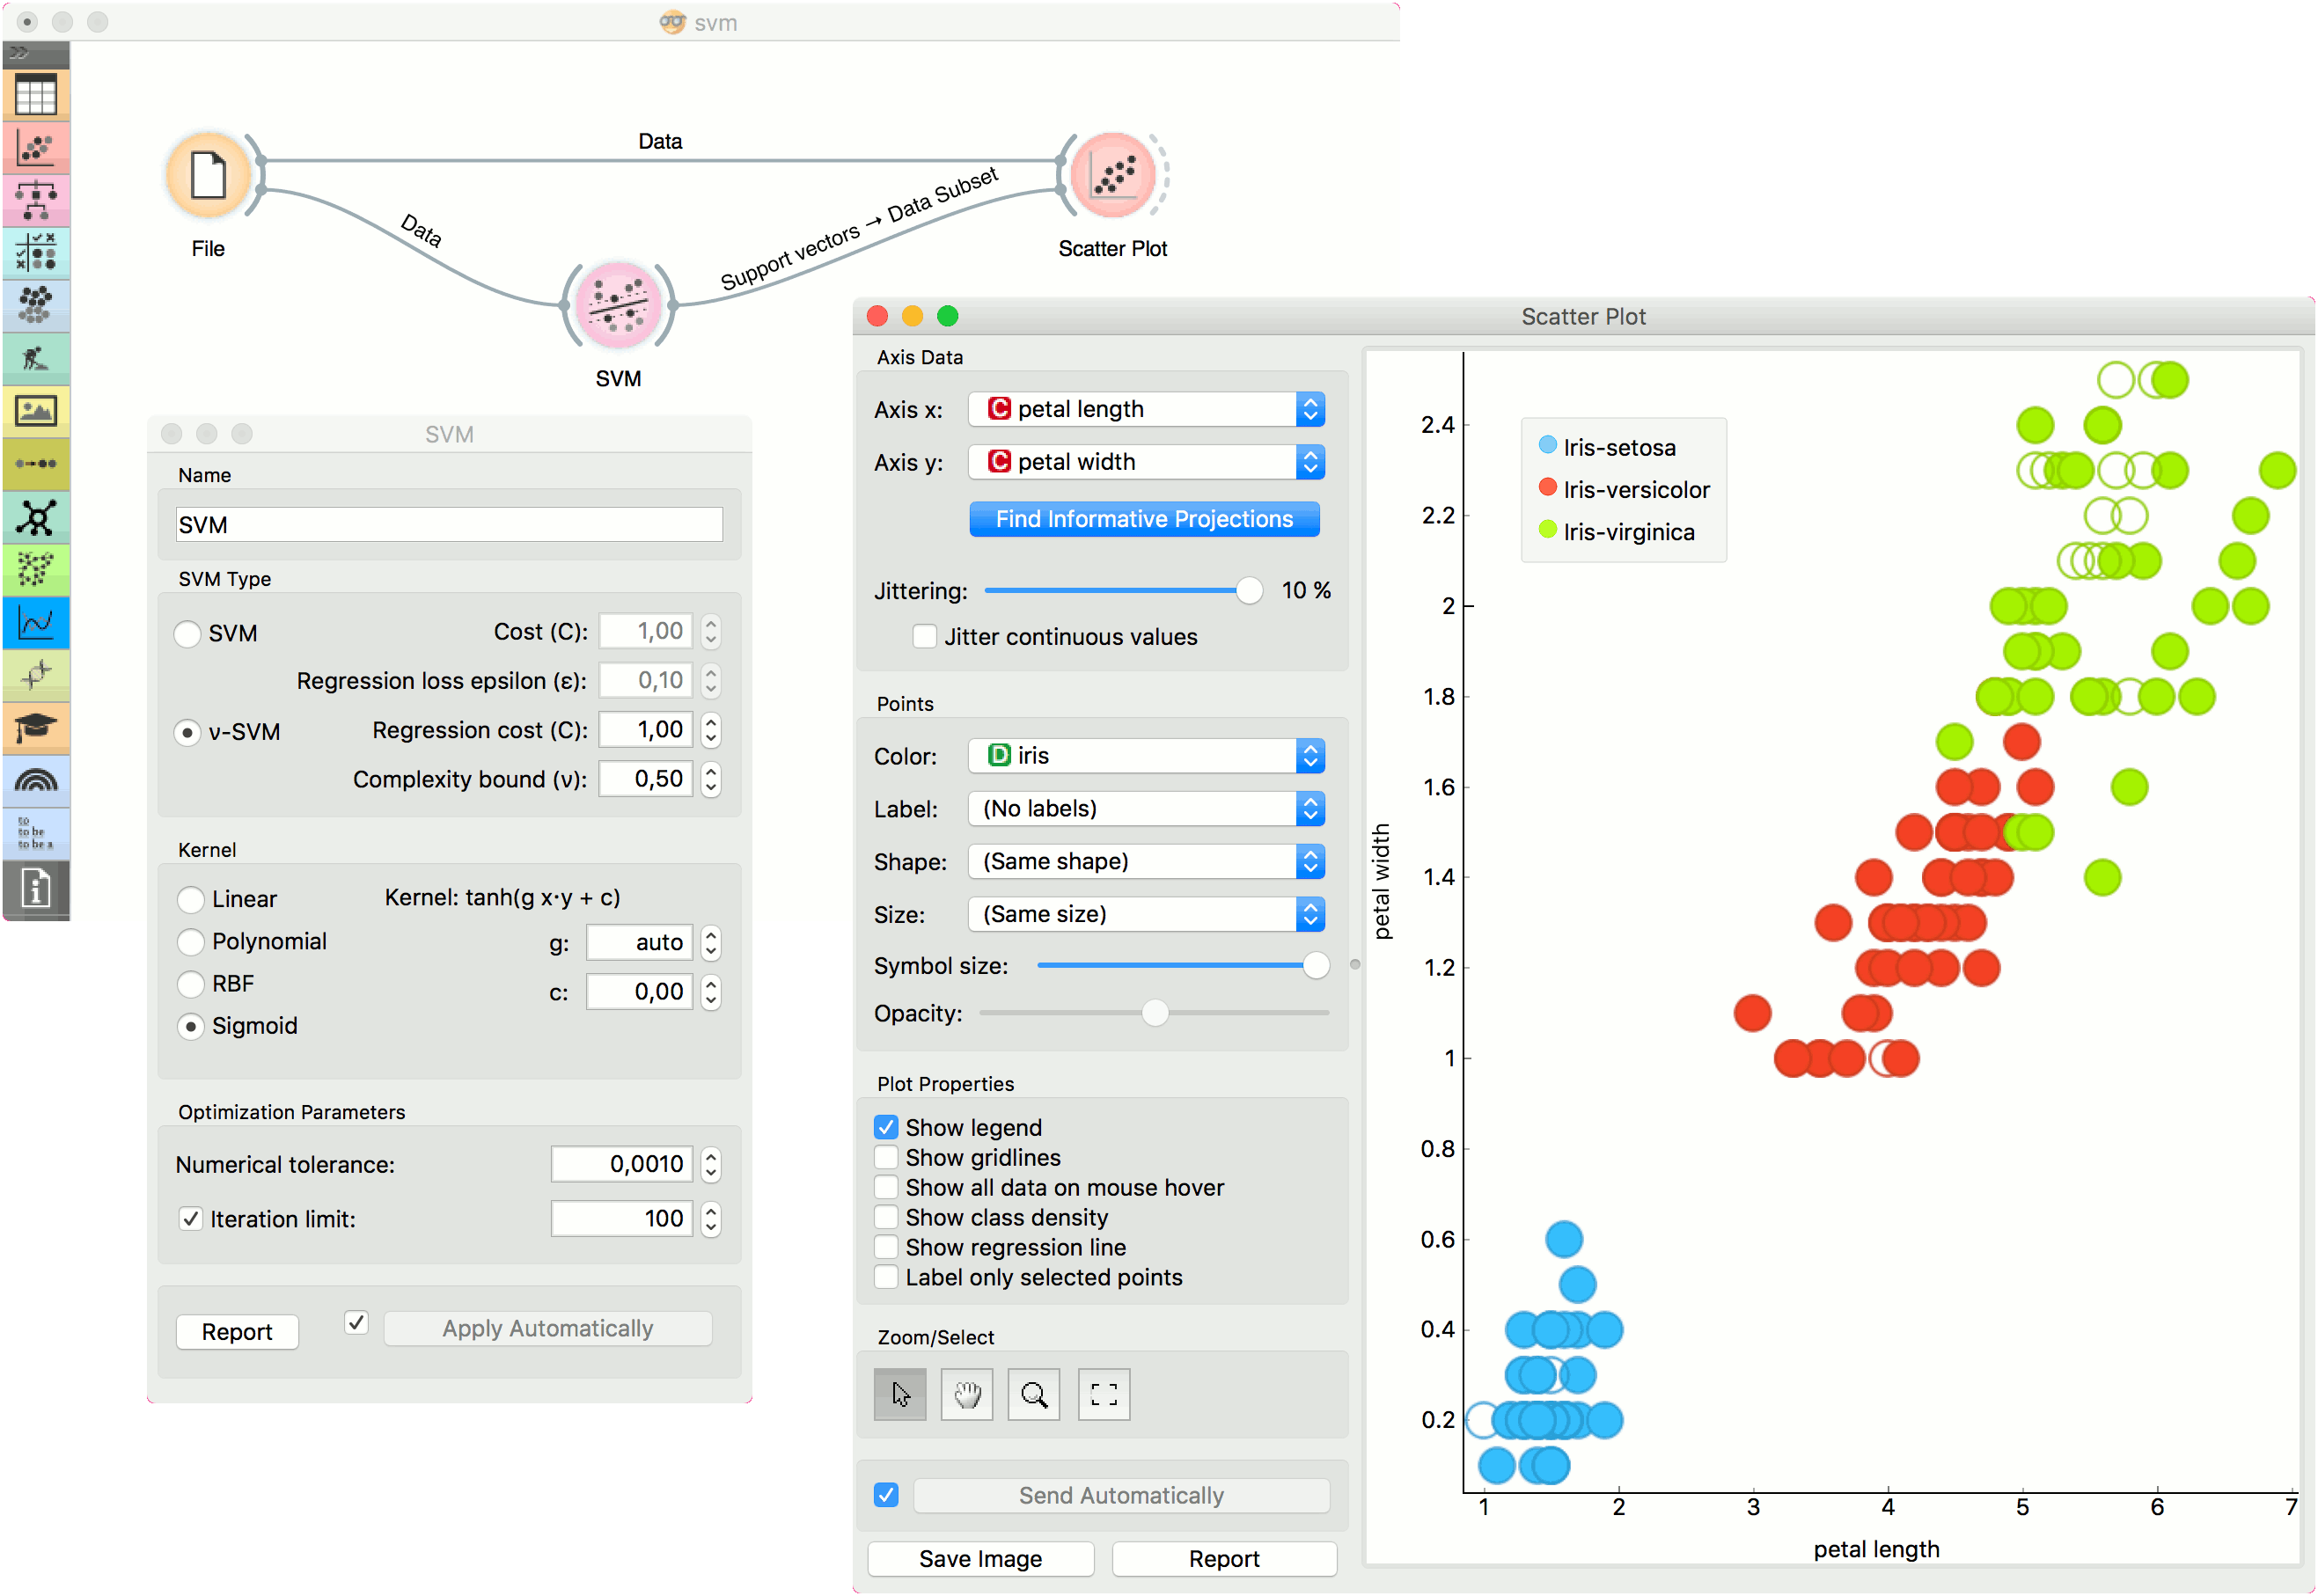 svm
Data
Data
Support vectors → Data Subset
File
Scatter Plot
SVM
to
to be
to be a
SVM
Name
SVM
SVM Type
SVM
Cost (C): 1,00
Regression loss epsilon (ε): 0,10
ν-SVM
Regression cost (C): 1,00
Complexity bound (ν): 0,50
Kernel
Linear
Kernel: tanh(g x·y + c)
Polynomial
g: auto
RBF
c: 0,00
Sigmoid
Optimization Parameters
Numerical tolerance: 0,0010
Iteration limit: 100
Report
Apply Automatically
Scatter Plot
Axis Data
Axis x: C petal length
Axis y: C petal width
Find Informative Projections
Jittering: 10 %
Jitter continuous values
Points
Color: D iris
Label: (No labels)
Shape: (Same shape)
Size: (Same size)
Symbol size:
Opacity:
Plot Properties
Show legend
Show gridlines
Show all data on mouse hover
Show class density
Show regression line
Label only selected points
Zoom/Select
Send Automatically
Save Image
Report
Iris-setosa
Iris-versicolor
Iris-virginica
petal width
2.4
2.2
2
1.8
1.6
1.4
1.2
1
0.8
0.6
0.4
0.2
1 2 3 4 5 6 7
petal length